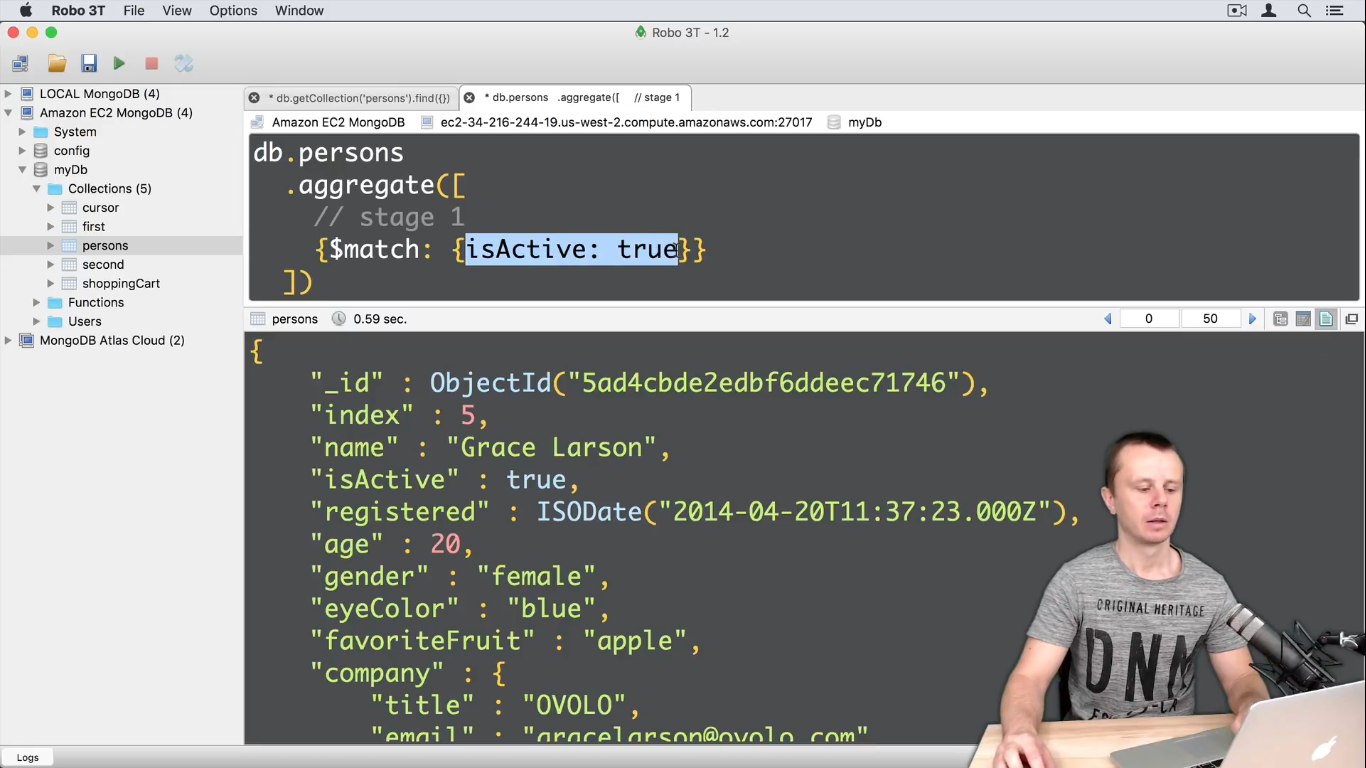 Robo 3T File View Options Window
Robo 3T - 1.2
LOCAL MongoDB (4)
Amazon EC2 MongoDB (4)
System
config
myDb
Collections (5)
cursor
first
persons
second
shoppingCart
Functions
Users
MongoDB Atlas Cloud (2)
* db.getCollection('persons').find({}) * db.persons .aggregate([ // stage 1
Amazon EC2 MongoDB ec2-34-216-244-19.us-west-2.compute.amazonaws.com:27017 myDb
db.persons
.aggregate([
// stage 1
{$match: {isActive: true}}
])
persons 0.59 sec. 0 50
{
"_id" : ObjectId("5ad4cbde2edbf6ddeec71746"),
"index" : 5,
"name" : "Grace Larson",
"isActive" : true,
"registered" : ISODate("2014-04-20T11:37:23.000Z"),
"age" : 20,
"gender" : "female",
"eyeColor" : "blue",
"favoriteFruit" : "apple",
"company" : {
"title" : "OVOLO",
"email" : "gracelarson@ovolo.com"
ORIGINAL HERITAGE
DNM
Logs